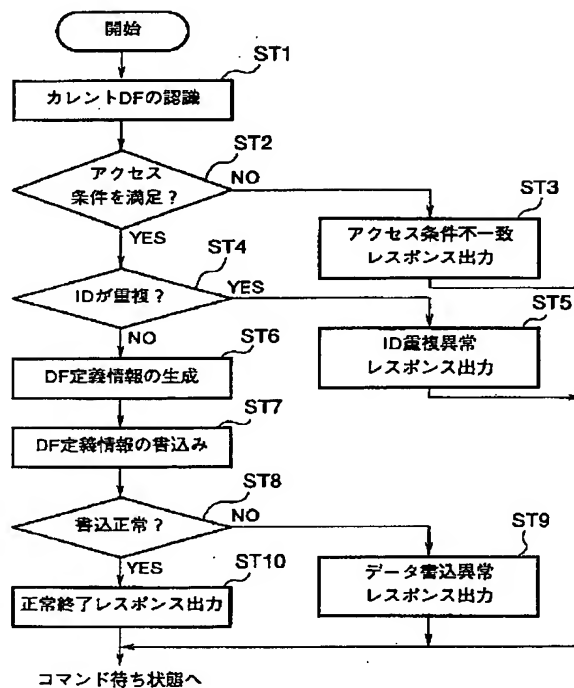 開始
ST1
カレントDFの認識
ST2
アクセス
条件を満足？
NO
YES
ST3
アクセス条件不一致
レスポンス出力
ST4
IDが重複？
YES
NO
ST5
ID重複異常
レスポンス出力
ST6
DF定義情報の生成
ST7
DF定義情報の書込み
ST8
書込正常？
NO
YES
ST9
データ書込異常
レスポンス出力
ST10
正常終了レスポンス出力
コマンド待ち状態へ